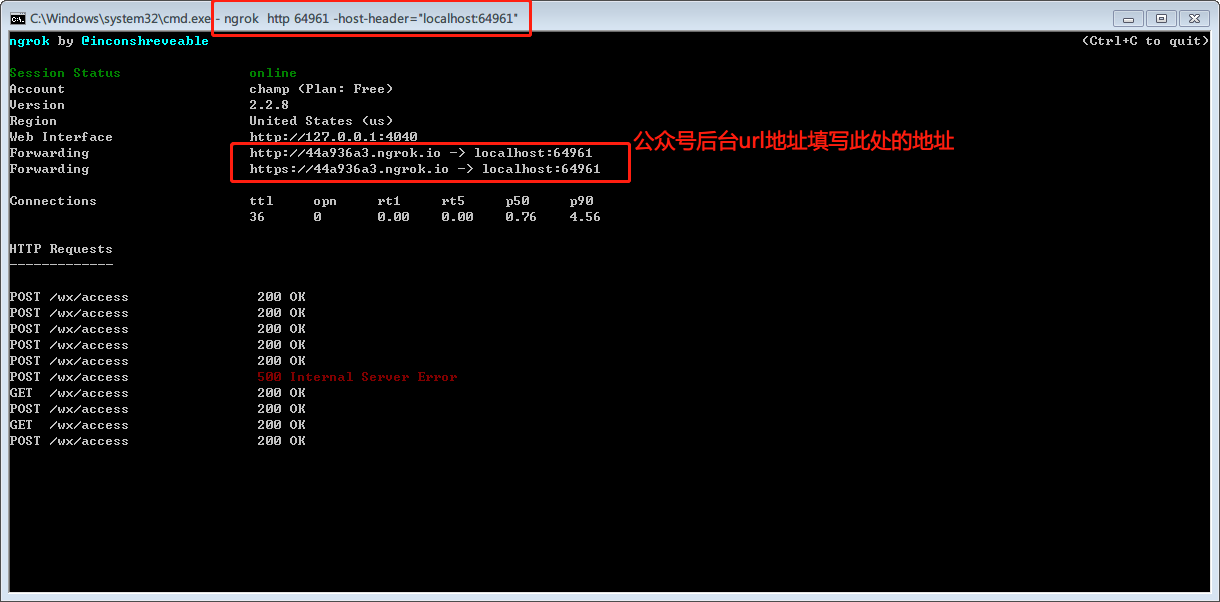 C:\Windows\system32\cmd.exe - ngrok  http 64961 -host-header="localhost:64961"
ngrok by @inconshreveable (Ctrl+C to quit)
Session Status online
Account champ (Plan: Free)
Version 2.2.8
Region United States (us)
Web Interface http://127.0.0.1:4040
公众号后台url地址填写此处的地址
Forwarding http://44a936a3.ngrok.io -> localhost:64961
Forwarding https://44a936a3.ngrok.io -> localhost:64961
Connections ttl opn rt1 rt5 p50 p90
36 0 0.00 0.00 0.76 4.56
HTTP Requests
-------------
POST /wx/access 200 OK
POST /wx/access 200 OK
POST /wx/access 200 OK
POST /wx/access 200 OK
POST /wx/access 200 OK
POST /wx/access 500 Internal Server Error
GET /wx/access 200 OK
POST /wx/access 200 OK
GET /wx/access 200 OK
POST /wx/access 200 OK